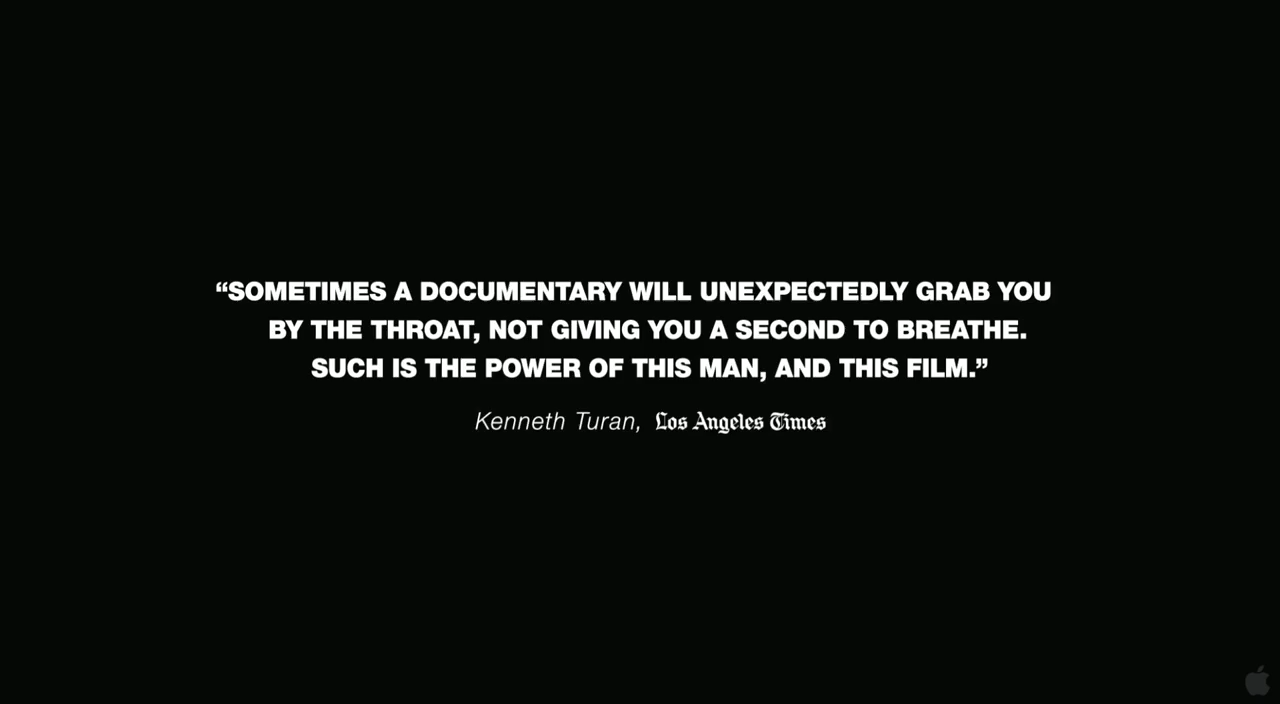 “SOMETIMES A DOCUMENTARY WILL UNEXPECTEDLY GRAB YOU
BY THE THROAT, NOT GIVING YOU A SECOND TO BREATHE.
SUCH IS THE POWER OF THIS MAN, AND THIS FILM.”
Kenneth Turan, Los Angeles Times